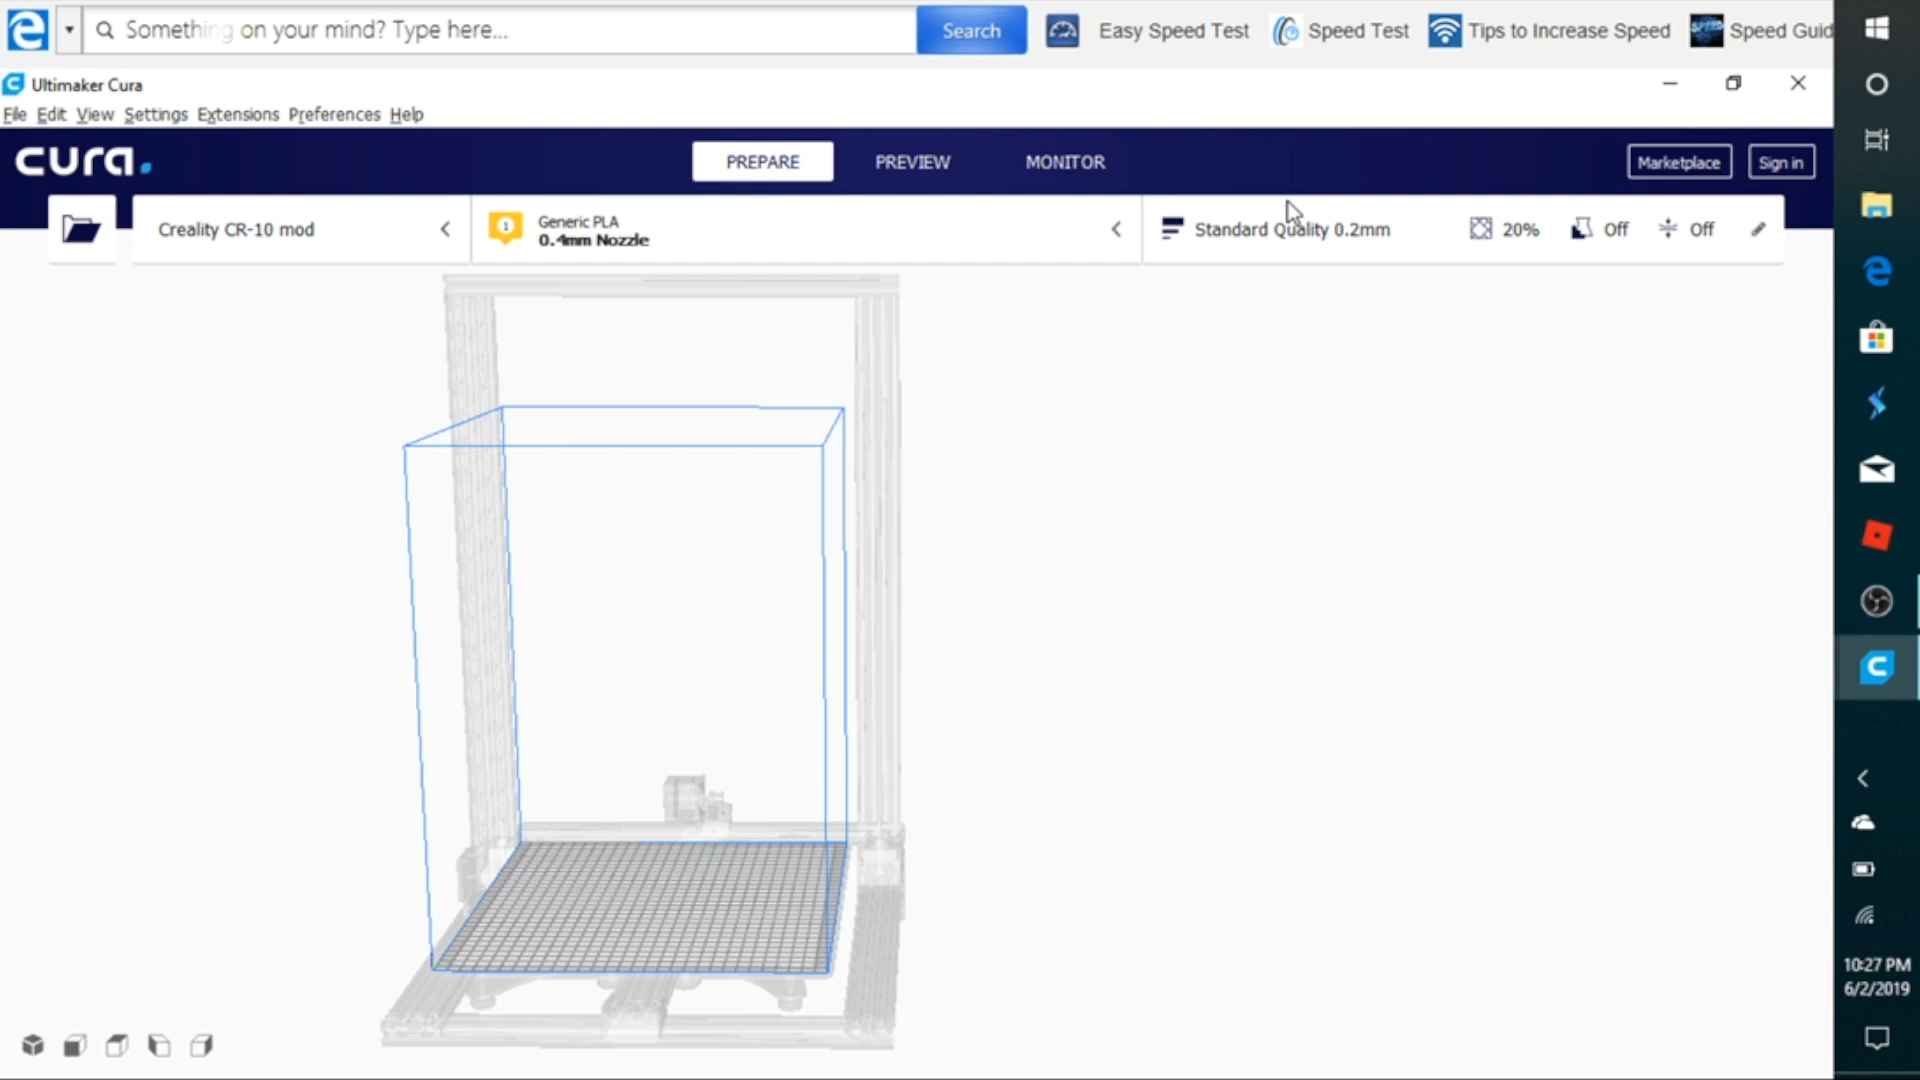 Something on your mind? Type here...
Search
Easy Speed Test
Speed Test
Tips to Increase Speed
SPEED
Speed Guid
Ultimaker Cura
File Edit View Settings Extensions Preferences Help
cura.
PREPARE
PREVIEW
MONITOR
Marketplace
Sign in
Creality CR-10 mod
1
Generic PLA
0.4mm Nozzle
Standard Quality 0.2mm
20%
Off
Off
10:27 PM
6/2/2019